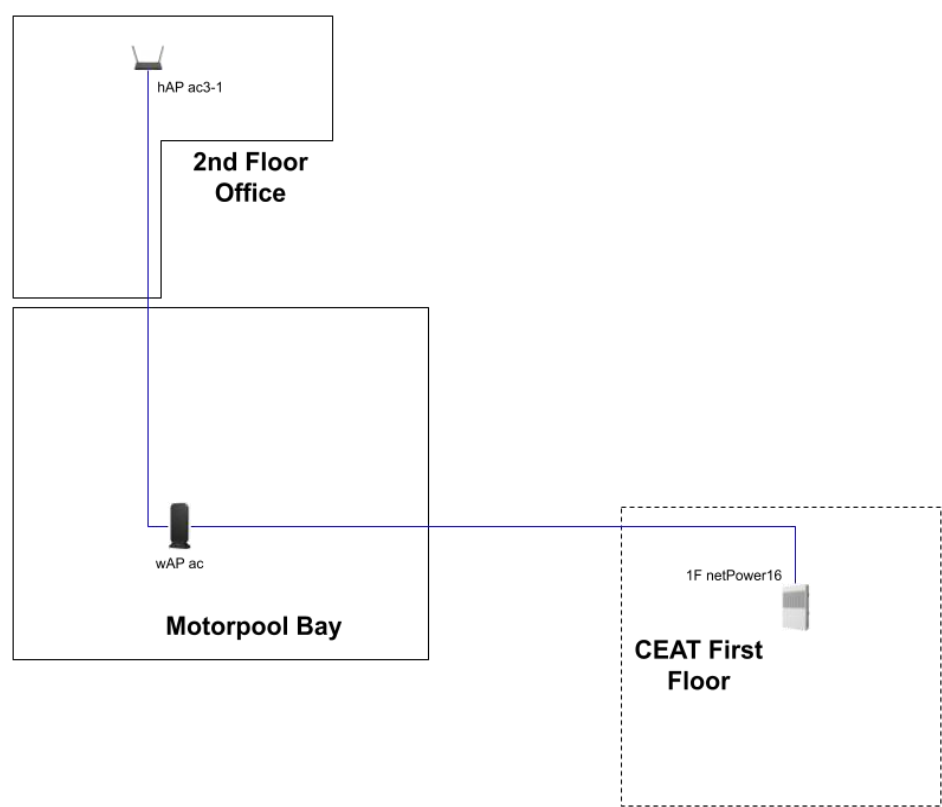 hAP ac3-1
2nd Floor
Office
wAP ac
Motorpool Bay
1F netPower16
CEAT First
Floor